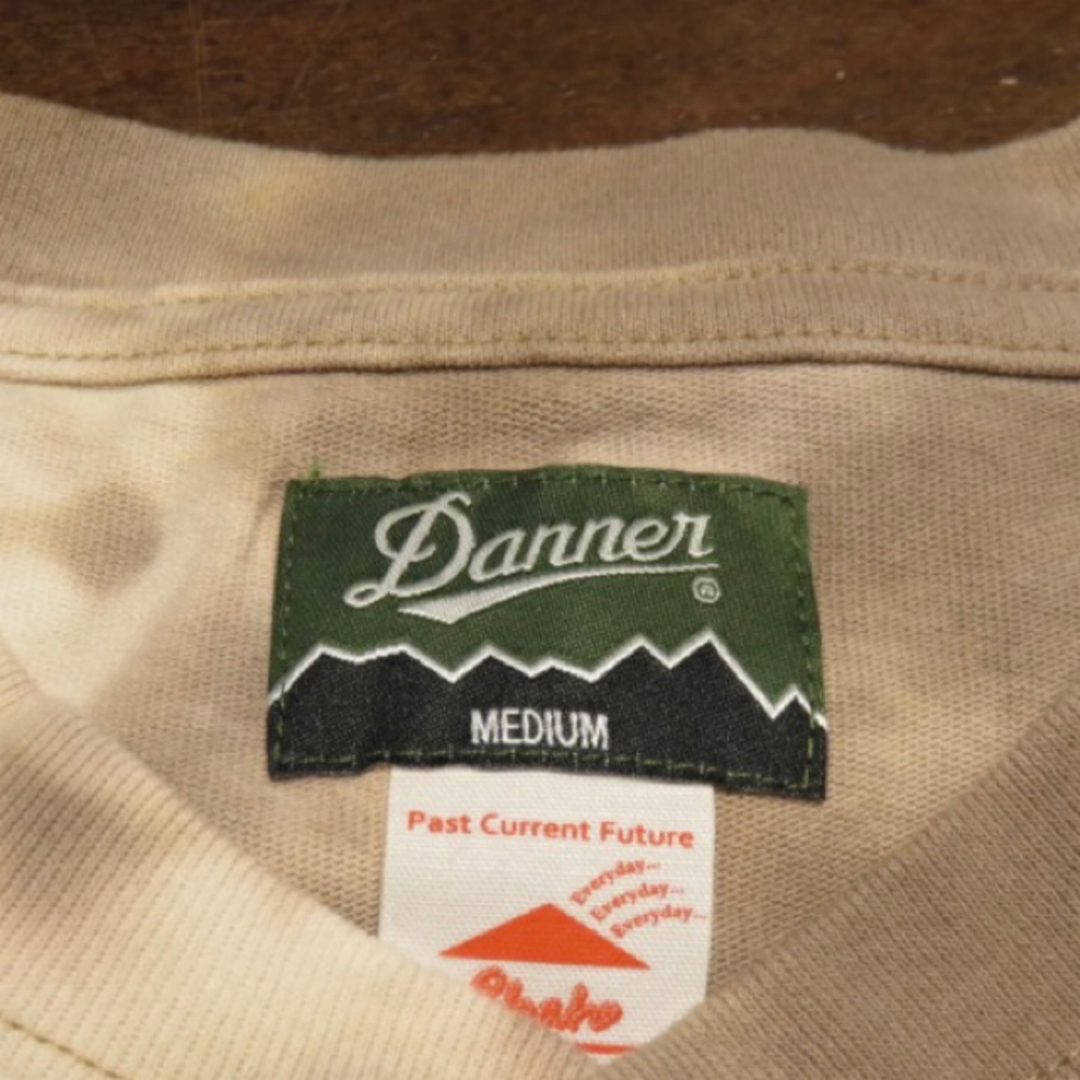 Danner
®
MEDIUM
Past Current Future
Everyday...
Everyday...
Everyday...